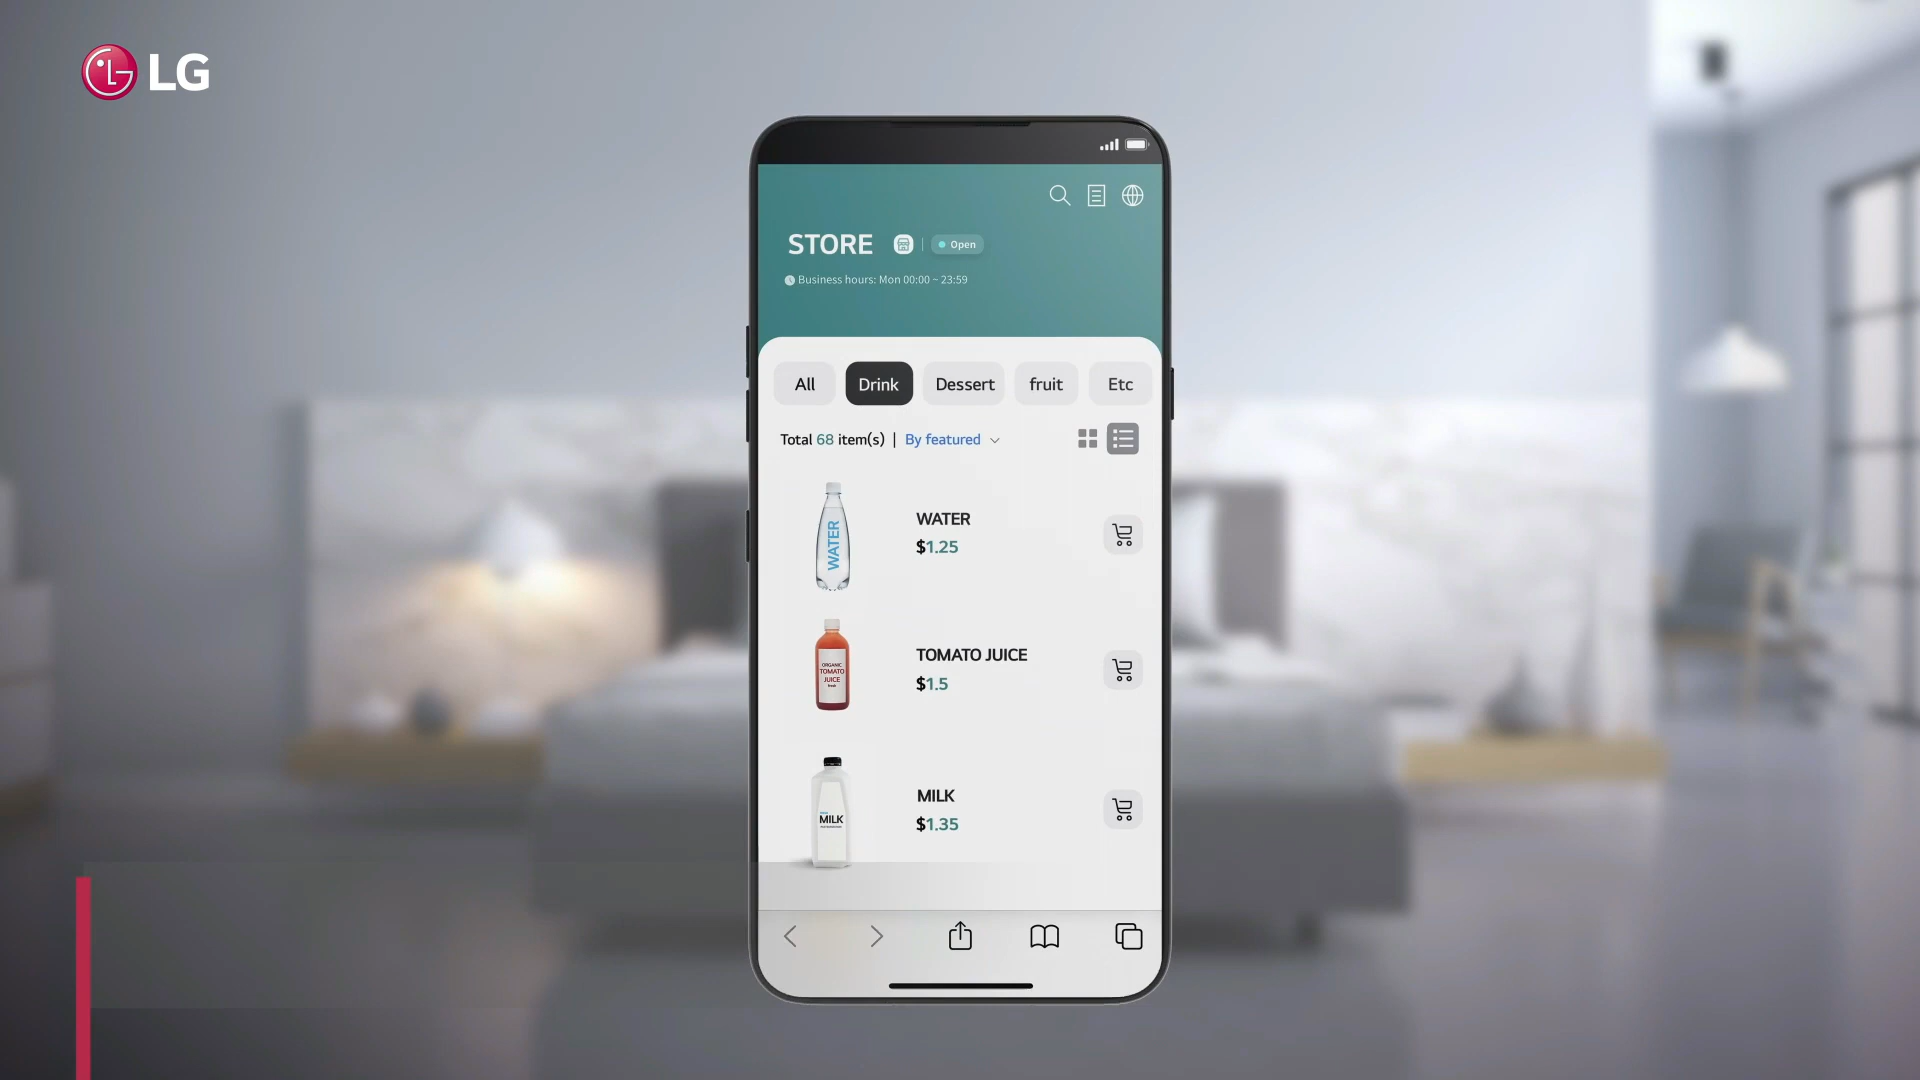 LG
STORE
Open
Business hours: Mon 00:00 ~ 23:59
All
Drink
Dessert
fruit
Etc
Total 68 item(s) | By featured
WATER
WATER
$1.25
ORGANIC
TOMATO
JUICE
TOMATO JUICE
$1.5
MILK
MILK
$1.35